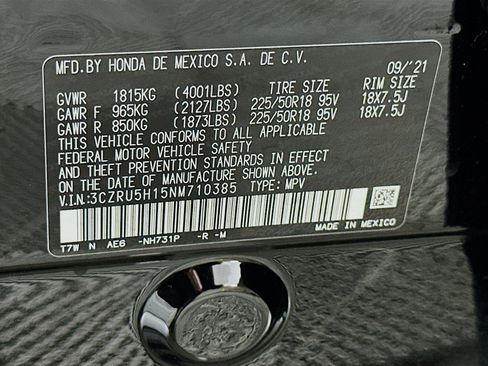 MFD. BY HONDA DE MEXICO S.A. DE C.V. 09/'21
GVWR 1815KG (4001LBS) TIRE SIZE RIM SIZE
GAWR F 965KG (2127LBS) 225/50R18 95V 18X7.5J
GAWR R 850KG (1873LBS) 225/50R18 95V 18X7.5J
THIS VEHICLE CONFORMS TO ALL APPLICABLE
FEDERAL MOTOR VEHICLE SAFETY
AND THEFT PREVENTION STANDARDS IN EFFECT
ON THE DATE OF MANUFACTURE SHOWN ABOVE.
V.I.N:3CZRU5H15NM710385 TYPE: MPV
T7W N AE6 -NH731P -R -M MADE IN MEXICO